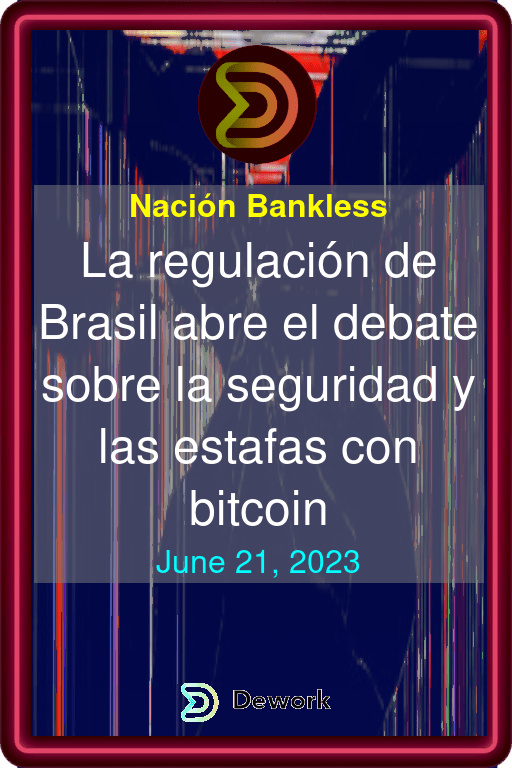 Nación Bankless
La regulación de
Brasil abre el debate
sobre la seguridad y
las estafas con
bitcoin
June 21, 2023
Dework